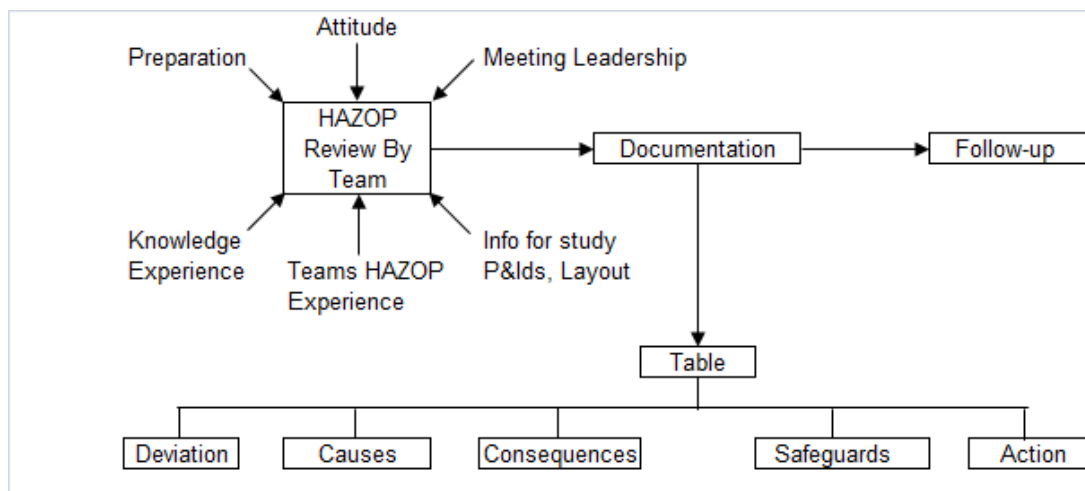 Attitude
Preparation
Meeting Leadership
HAZOP
Review By
Team
Documentation
Follow-up
Knowledge
Experience
Teams HAZOP
Experience
Info for study
P&Ids, Layout
Table
Deviation
Causes
Consequences
Safeguards
Action